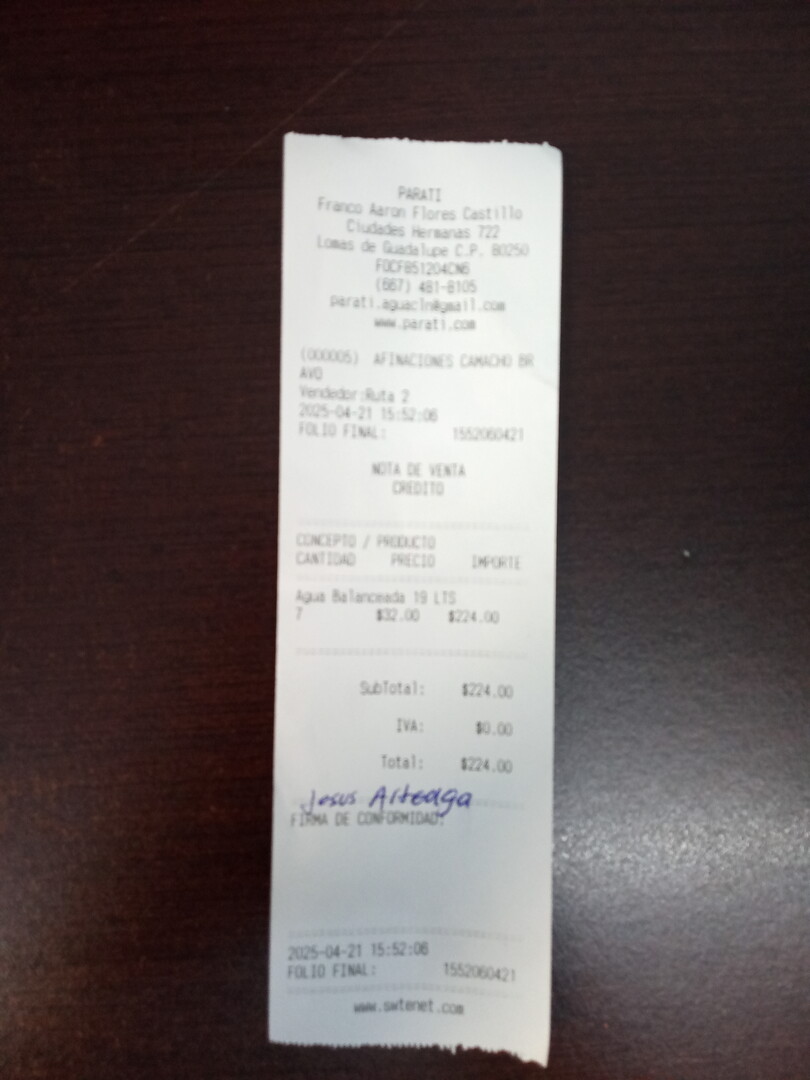 PARATI
Franco Aaron Flores Castillo
Ciudades Hermanas 722
Lomas de Guadalupe C.P. 80250
FOCF851204CN6
(667) 481-8105
parati.aguacln@gmail.com
www.parati.com
(000005) AFINACIONES CAMACHO BR
AVO
Vendedor:Ruta 2
2025-04-21 15:52:06
FOLIO FINAL: 1552060421
NOTA DE VENTA
CREDITO
CONCEPTO / PRODUCTO
CANTIDAD PRECIO IMPORTE
Agua Balanceada 19 LTS
7 $32.00 $224.00
SubTotal: $224.00
IVA: $0.00
Total: $224.00
Jesus Arteaga
FIRMA DE CONFORMIDAD:
2025-04-21 15:52:06
FOLIO FINAL: 1552060421
www.swtenet.com